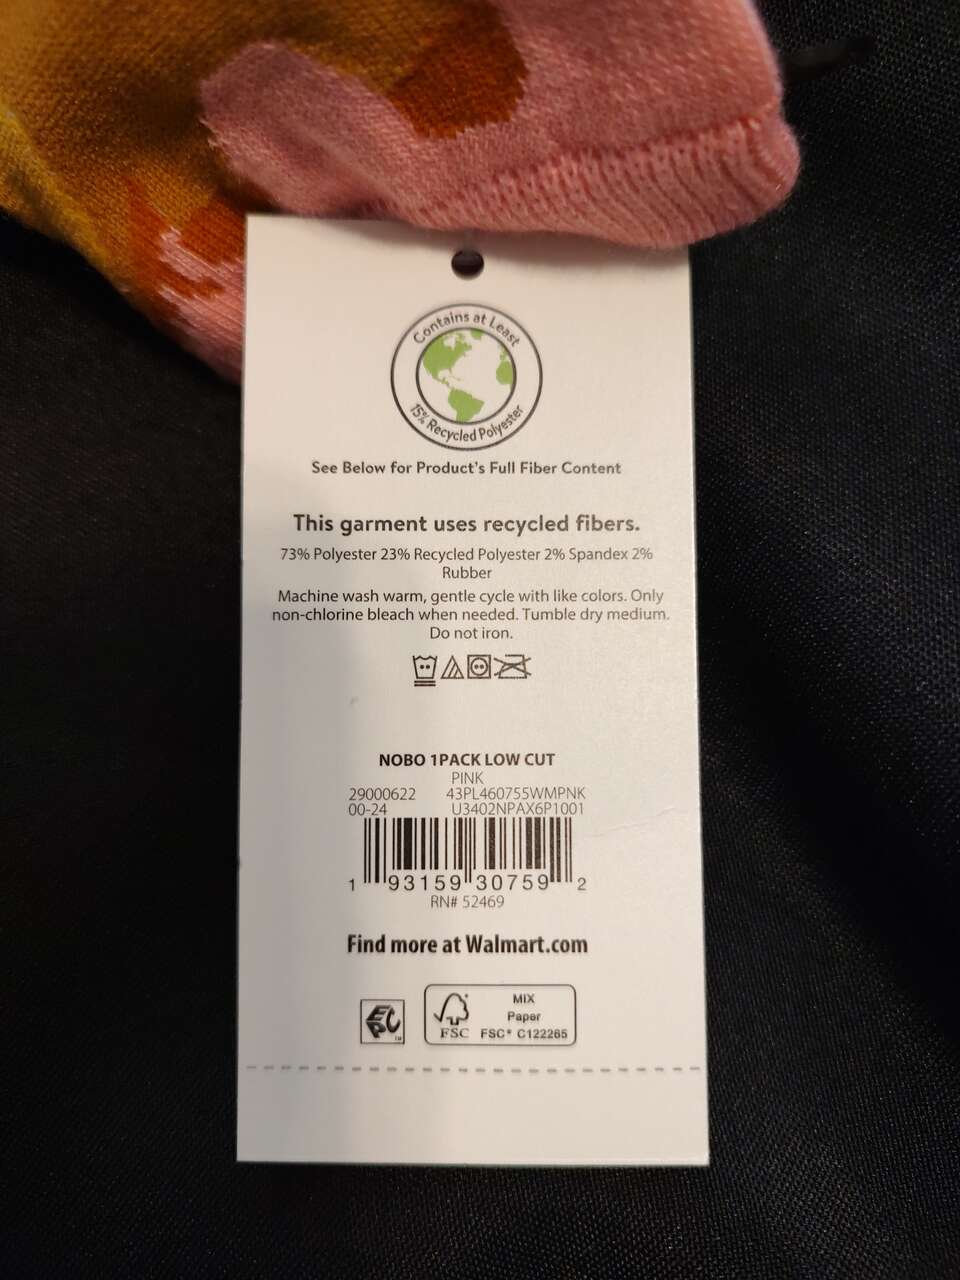 Contains at Least
15% Recycled Polyester
See Below for Product's Full Fiber Content
This garment uses recycled fibers.
73% Polyester 23% Recycled Polyester 2% Spandex 2%
Rubber
Machine wash warm, gentle cycle with like colors. Only
non-chlorine bleach when needed. Tumble dry medium.
Do not iron.
NOBO 1PACK LOW CUT
PINK
29000622 43PL460755WMPNK
00-24 U3402NPAX6P1001
1 93159 30759 2
RN# 52469
Find more at Walmart.com
EPC™
FSC
MIX
Paper
FSC® C122265